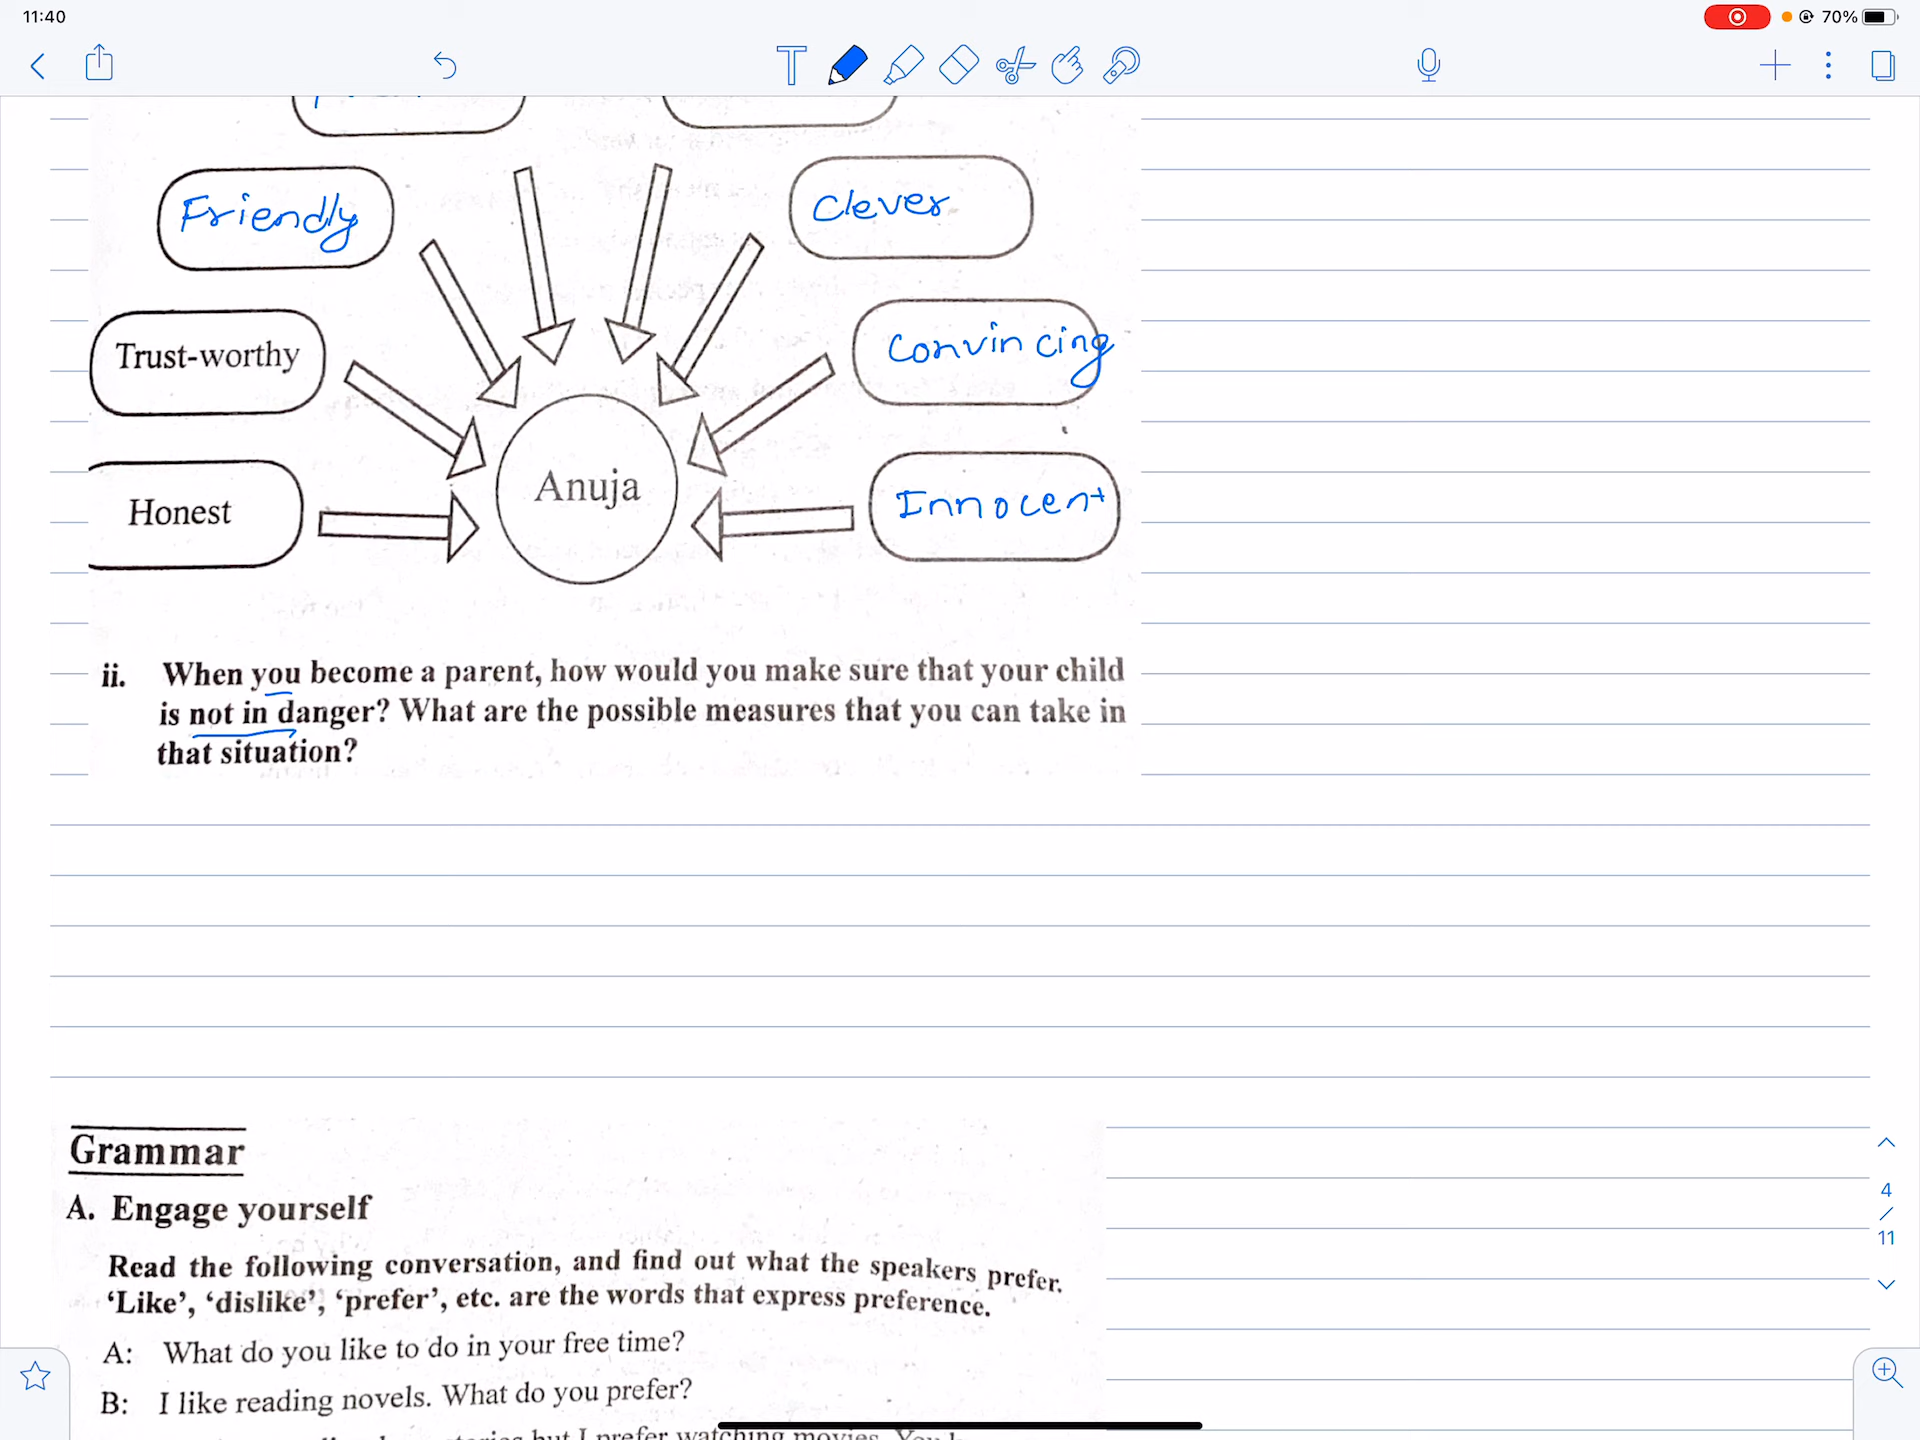 11:40
70%
Friendly
Clever
Trust-worthy
Convincing
Honest
Anuja
Innocent
ii. When you become a parent, how would you make sure that your child
is not in danger? What are the possible measures that you can take in
that situation?
Grammar
A. Engage yourself
Read the following conversation, and find out what the speakers prefer.
‘Like’, ‘dislike’, ‘prefer’, etc. are the words that express preference.
A: What do you like to do in your free time?
B: I like reading novels. What do you prefer?
but I prefer watching movies.
4
/
11